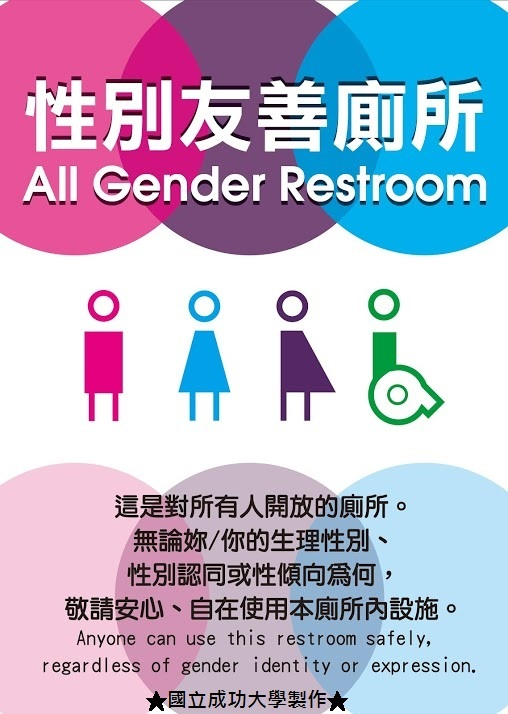 性別友善廁所
All Gender Restroom
這是對所有人開放的廁所。
無論妳/你的生理性別、
性別認同或性傾向為何，
敬請安心、自在使用本廁所內設施。
Anyone can use this restroom safely,
regardless of gender identity or expression.
★國立成功大學製作★